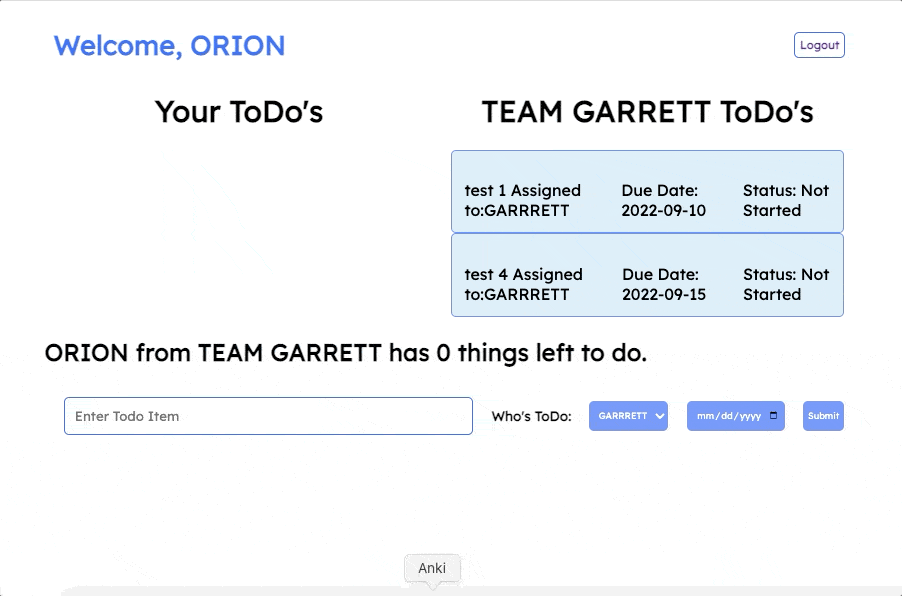 Welcome, ORION
Logout
Your ToDo's
TEAM GARRETT ToDo's
test 1 Assigned to:GARRRETT
Due Date: 2022-09-10
Status: Not Started
test 4 Assigned to:GARRRETT
Due Date: 2022-09-15
Status: Not Started
ORION from TEAM GARRETT has 0 things left to do.
Enter Todo Item
Who's ToDo:
GARRRETT
mm/dd/yyyy
Submit
Anki